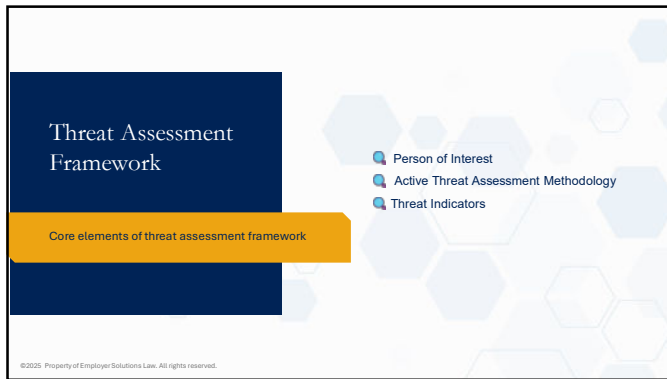 Threat Assessment
Framework
Core elements of threat assessment framework
Person of Interest
Active Threat Assessment Methodology
Threat Indicators
©2025 Property of Employer Solutions Law. All rights reserved.